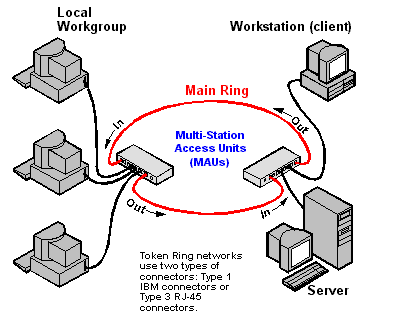 Local
Workgroup
Workstation (client)
Main Ring
In
Out
Multi-Station
Access Units
(MAUs)
Out
In
Token Ring networks
use two types of
connectors: Type 1
IBM connectors or
Type 3 RJ-45
connectors.
Server